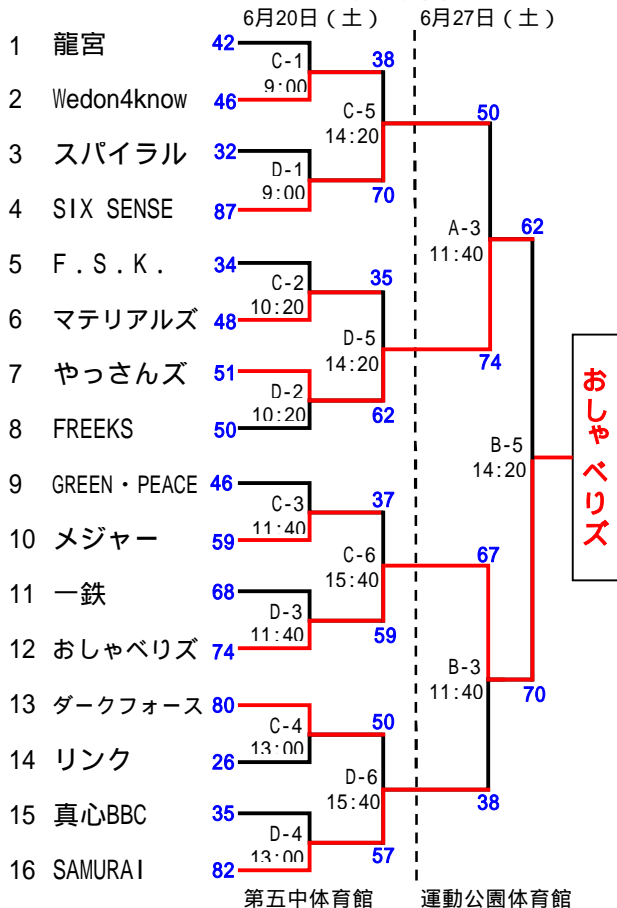 6月20日（土） 6月27日（土）
1 龍宮 42
C-1
9:00
38
2 Wedon4know 46
C-5
14:20
50
3 スパイラル 32
D-1
9:00
70
4 SIX SENSE 87
A-3
11:40
62
5 F．S．K． 34
C-2
10:20
35
6 マテリアルズ 48
D-5
14:20
74
7 やっさんズ 51
D-2
10:20
62
8 FREEKS 50
B-5
14:20
おしゃべりズ
9 GREEN・PEACE 46
C-3
11:40
37
10 メジャー 59
C-6
15:40
67
11 一鉄 68
D-3
11:40
59
12 おしゃべリズ 74
B-3
11:40
70
13 ダークフォース 80
C-4
13:00
50
14 リンク 26
D-6
15:40
38
15 真心BBC 35
D-4
13:00
57
16 SAMURAI 82
第五中体育館 運動公園体育館